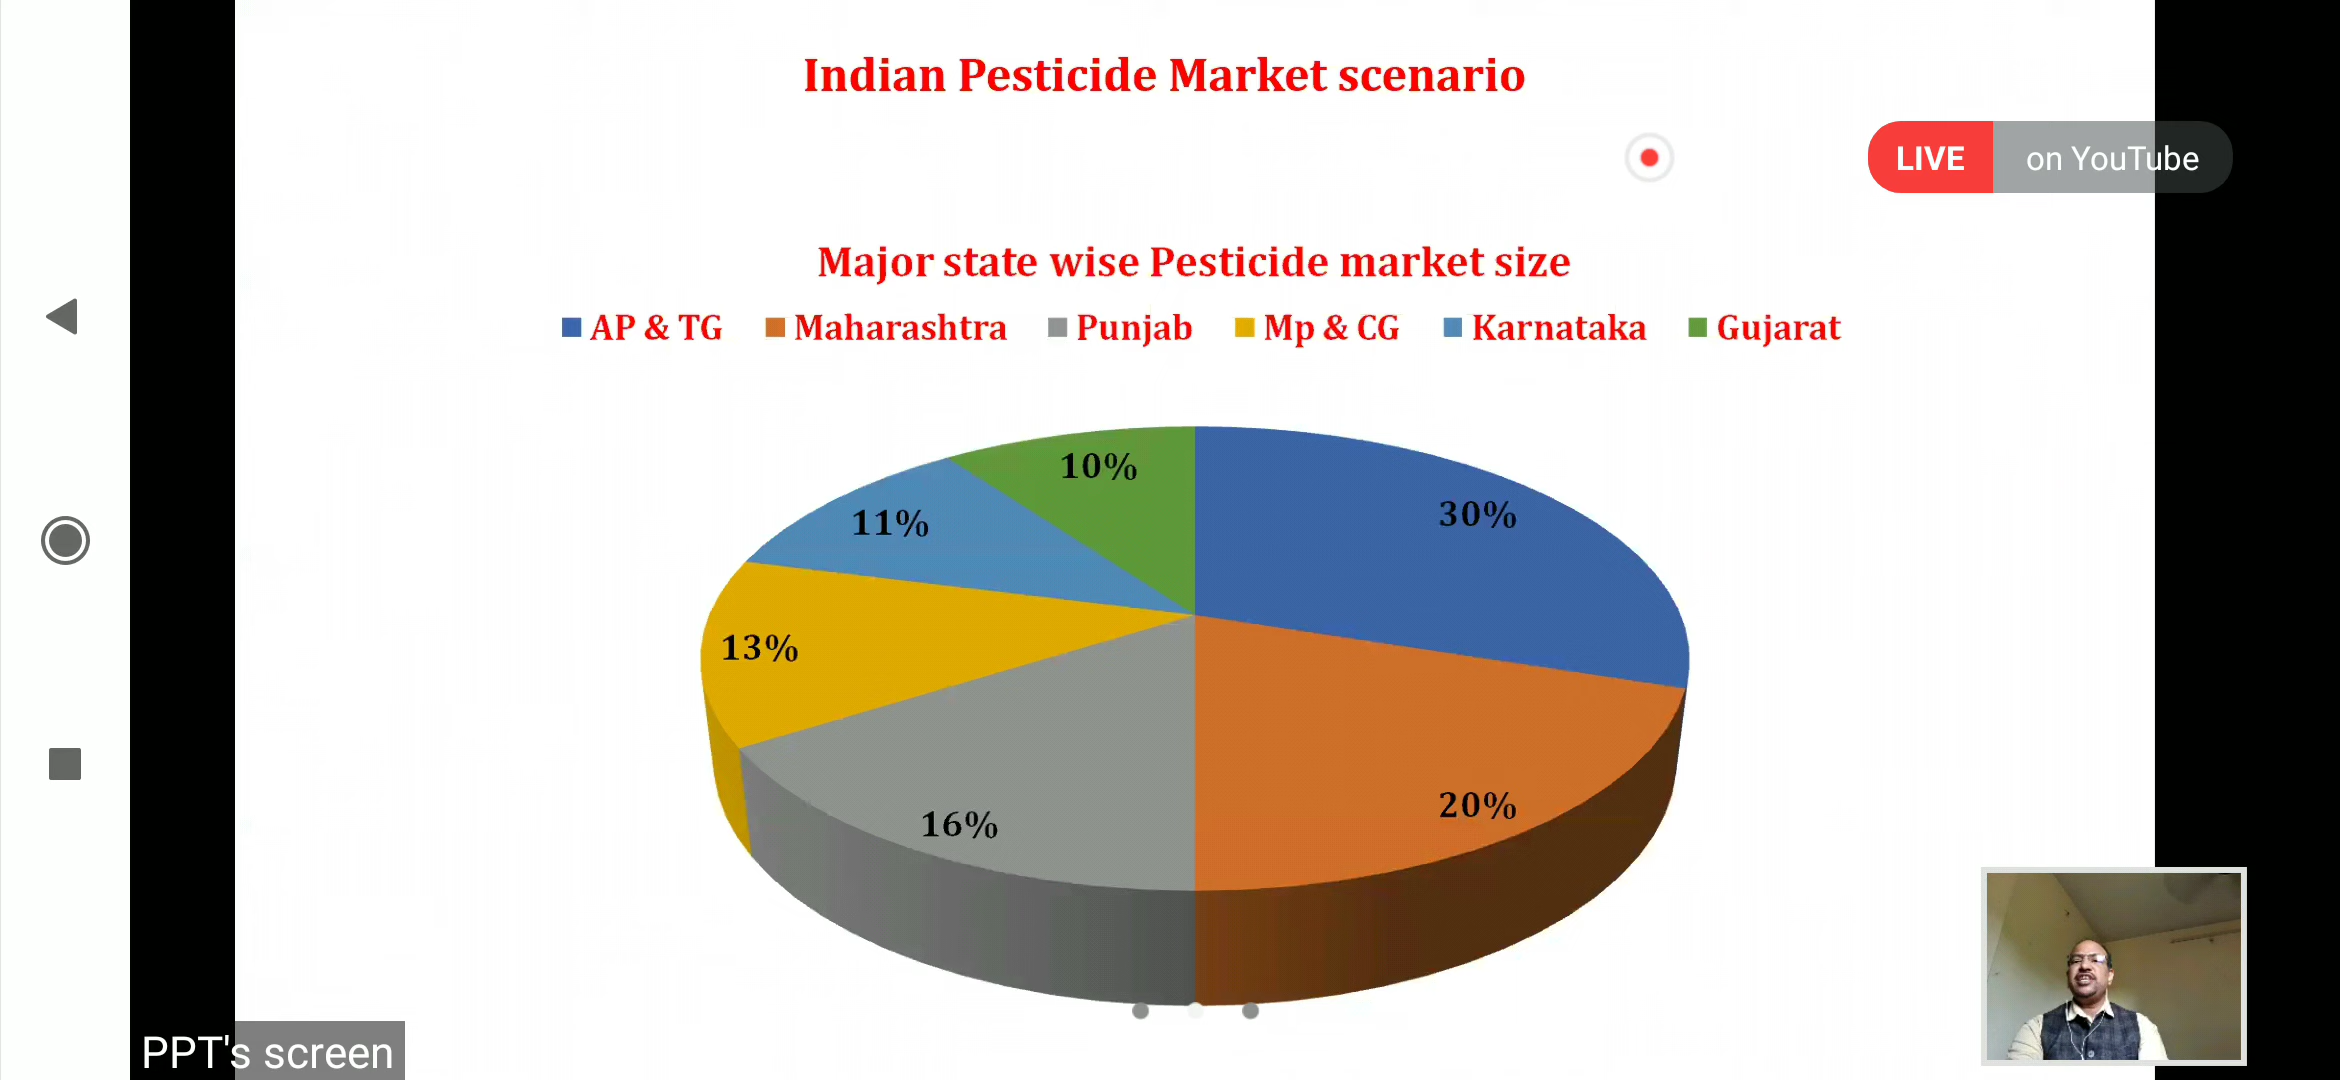 Indian Pesticide Market scenario
LIVE on YouTube
Major state wise Pesticide market size
AP & TG Maharashtra Punjab Mp & CG Karnataka Gujarat
10%
30%
11%
13%
20%
16%
PPT's screen